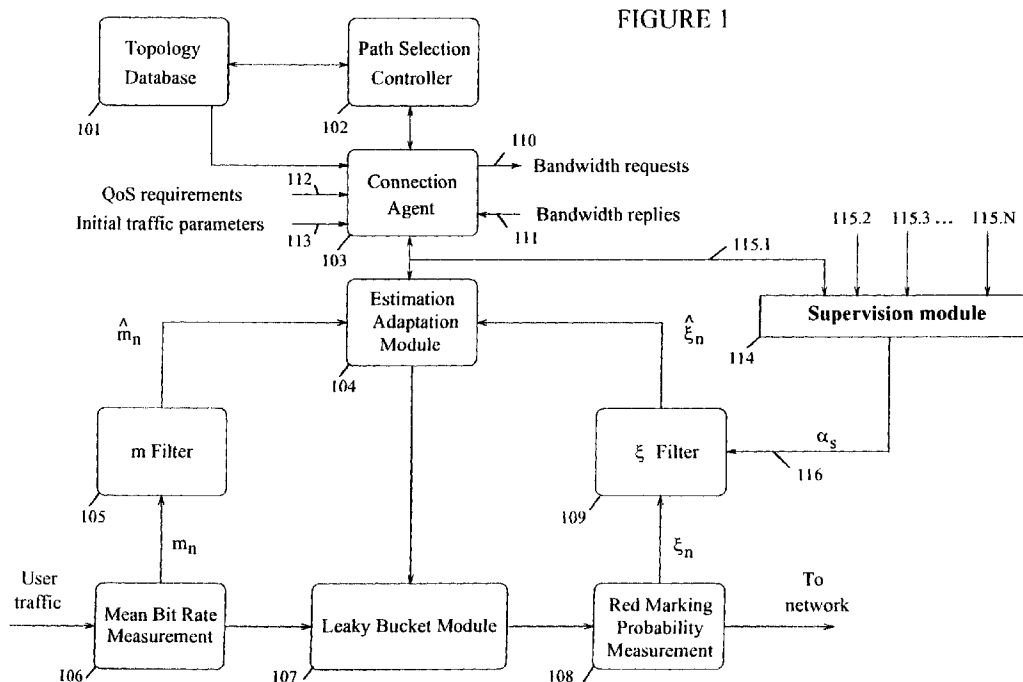 FIGURE 1
Topology
Database
101
Path Selection
Controller
102
110
Bandwidth requests
QoS requirements
112
Connection
Agent
Initial traffic parameters
113
Bandwidth replies
111
103
115.1
115.2
115.3 ...
115.N
Supervision module
114
m̂n
Estimation
Adaptation
Module
104
ξ̂n
m Filter
105
ξ Filter
109
αs
116
mn
ξn
User
traffic
Mean Bit Rate
Measurement
106
Leaky Bucket Module
107
Red Marking
Probability
Measurement
108
To
network